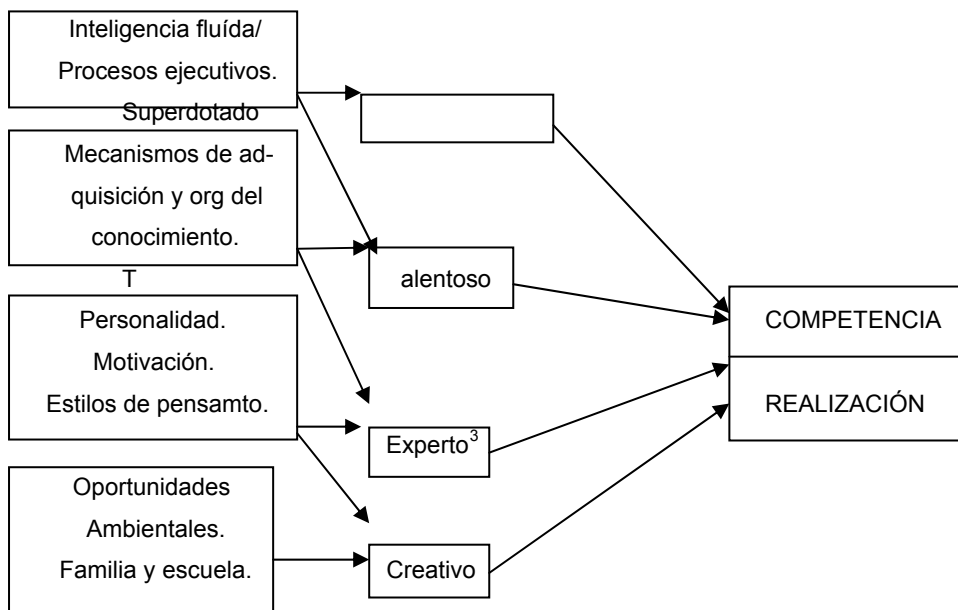 Inteligencia fluída/
Procesos ejecutivos.
Superdotado
Mecanismos de ad-
quisición y org del
conocimiento.
T
alentoso
Personalidad.
Motivación.
Estilos de pensamto.
Experto³
Oportunidades
Ambientales.
Familia y escuela.
Creativo
COMPETENCIA
REALIZACIÓN